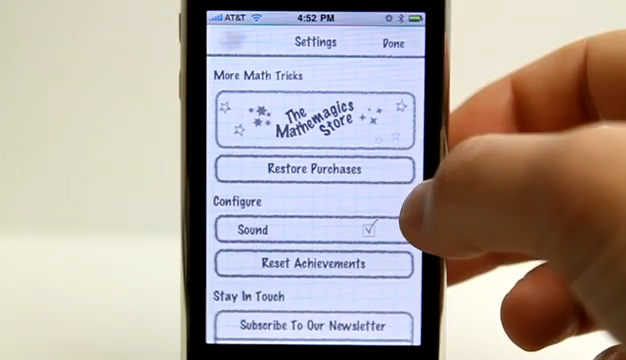 AT&T 4:52 PM
Settings Done
More Math Tricks
The
Mathemagics
Store
Restore Purchases
Configure
Sound
Reset Achievements
Stay In Touch
Subscribe To Our Newsletter